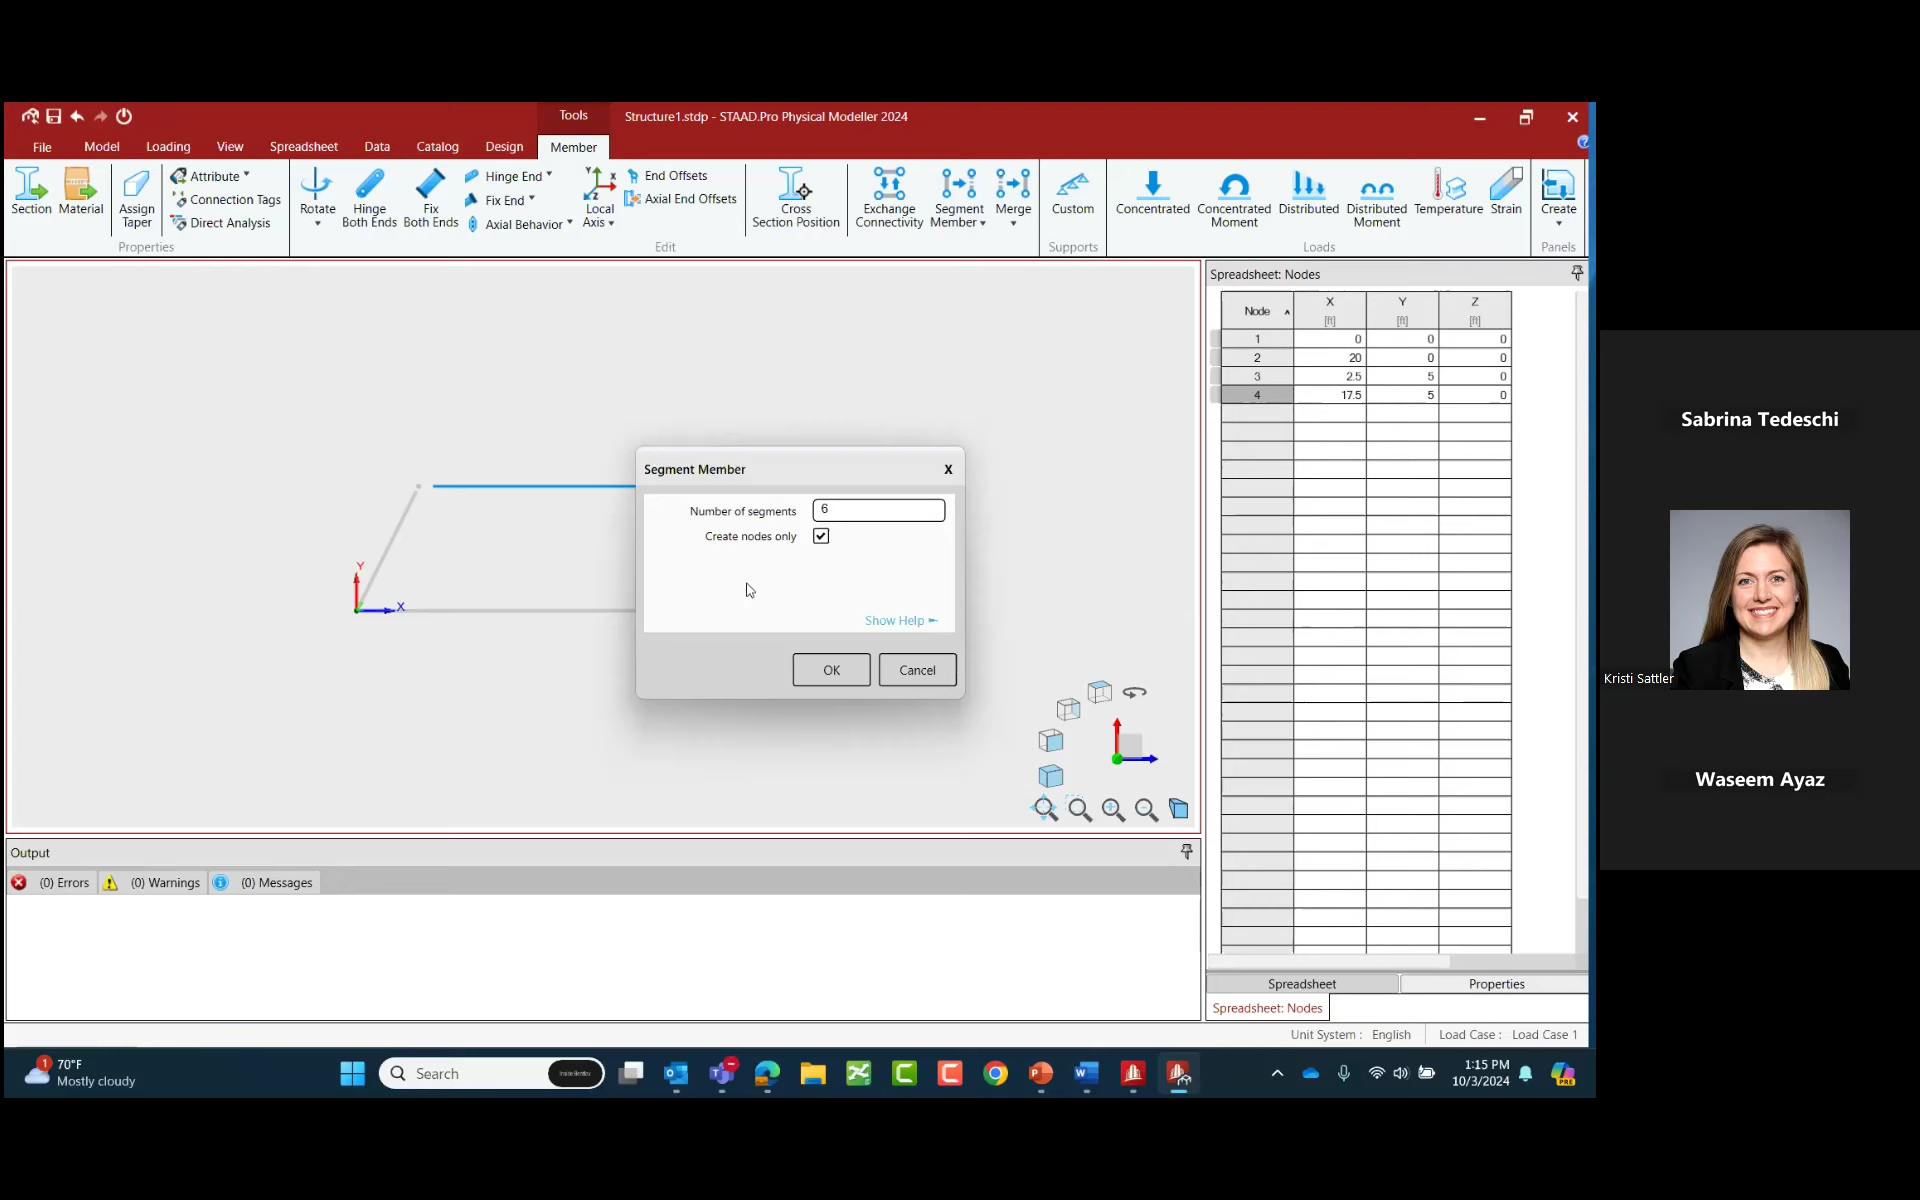 Tools
Structure1.stdp - STAAD.Pro Physical Modeller 2024
File Model Loading View Spreadsheet Data Catalog Design Member
Section
Material
Assign
Taper
Attribute
Connection Tags
Direct Analysis
Properties
Rotate
Hinge
Both Ends
Fix
Both Ends
Hinge End
Fix End
Axial Behavior
Y X Z
Local
Axis
End Offsets
Axial End Offsets
Edit
Cross
Section Position
Exchange
Connectivity
Segment
Member
Merge
Custom
Supports
Concentrated
Concentrated
Moment
Distributed
Distributed
Moment
Temperature
Strain
Loads
Create
Panels
Y
X
Segment Member X
Number of segments 6
Create nodes only
Show Help
OK Cancel
Spreadsheet: Nodes
Node X Y Z
[ft] [ft] [ft]
1 0 0 0
2 20 0 0
3 2.5 5 0
4 17.5 5 0
Output
(0) Errors (0) Warnings (0) Messages
Spreadsheet Properties
Spreadsheet: Nodes
Unit System : English Load Case : Load Case 1
1
70°F
Mostly cloudy
Search
1:15 PM
10/3/2024
PRE
Sabrina Tedeschi
Kristi Sattler
Waseem Ayaz